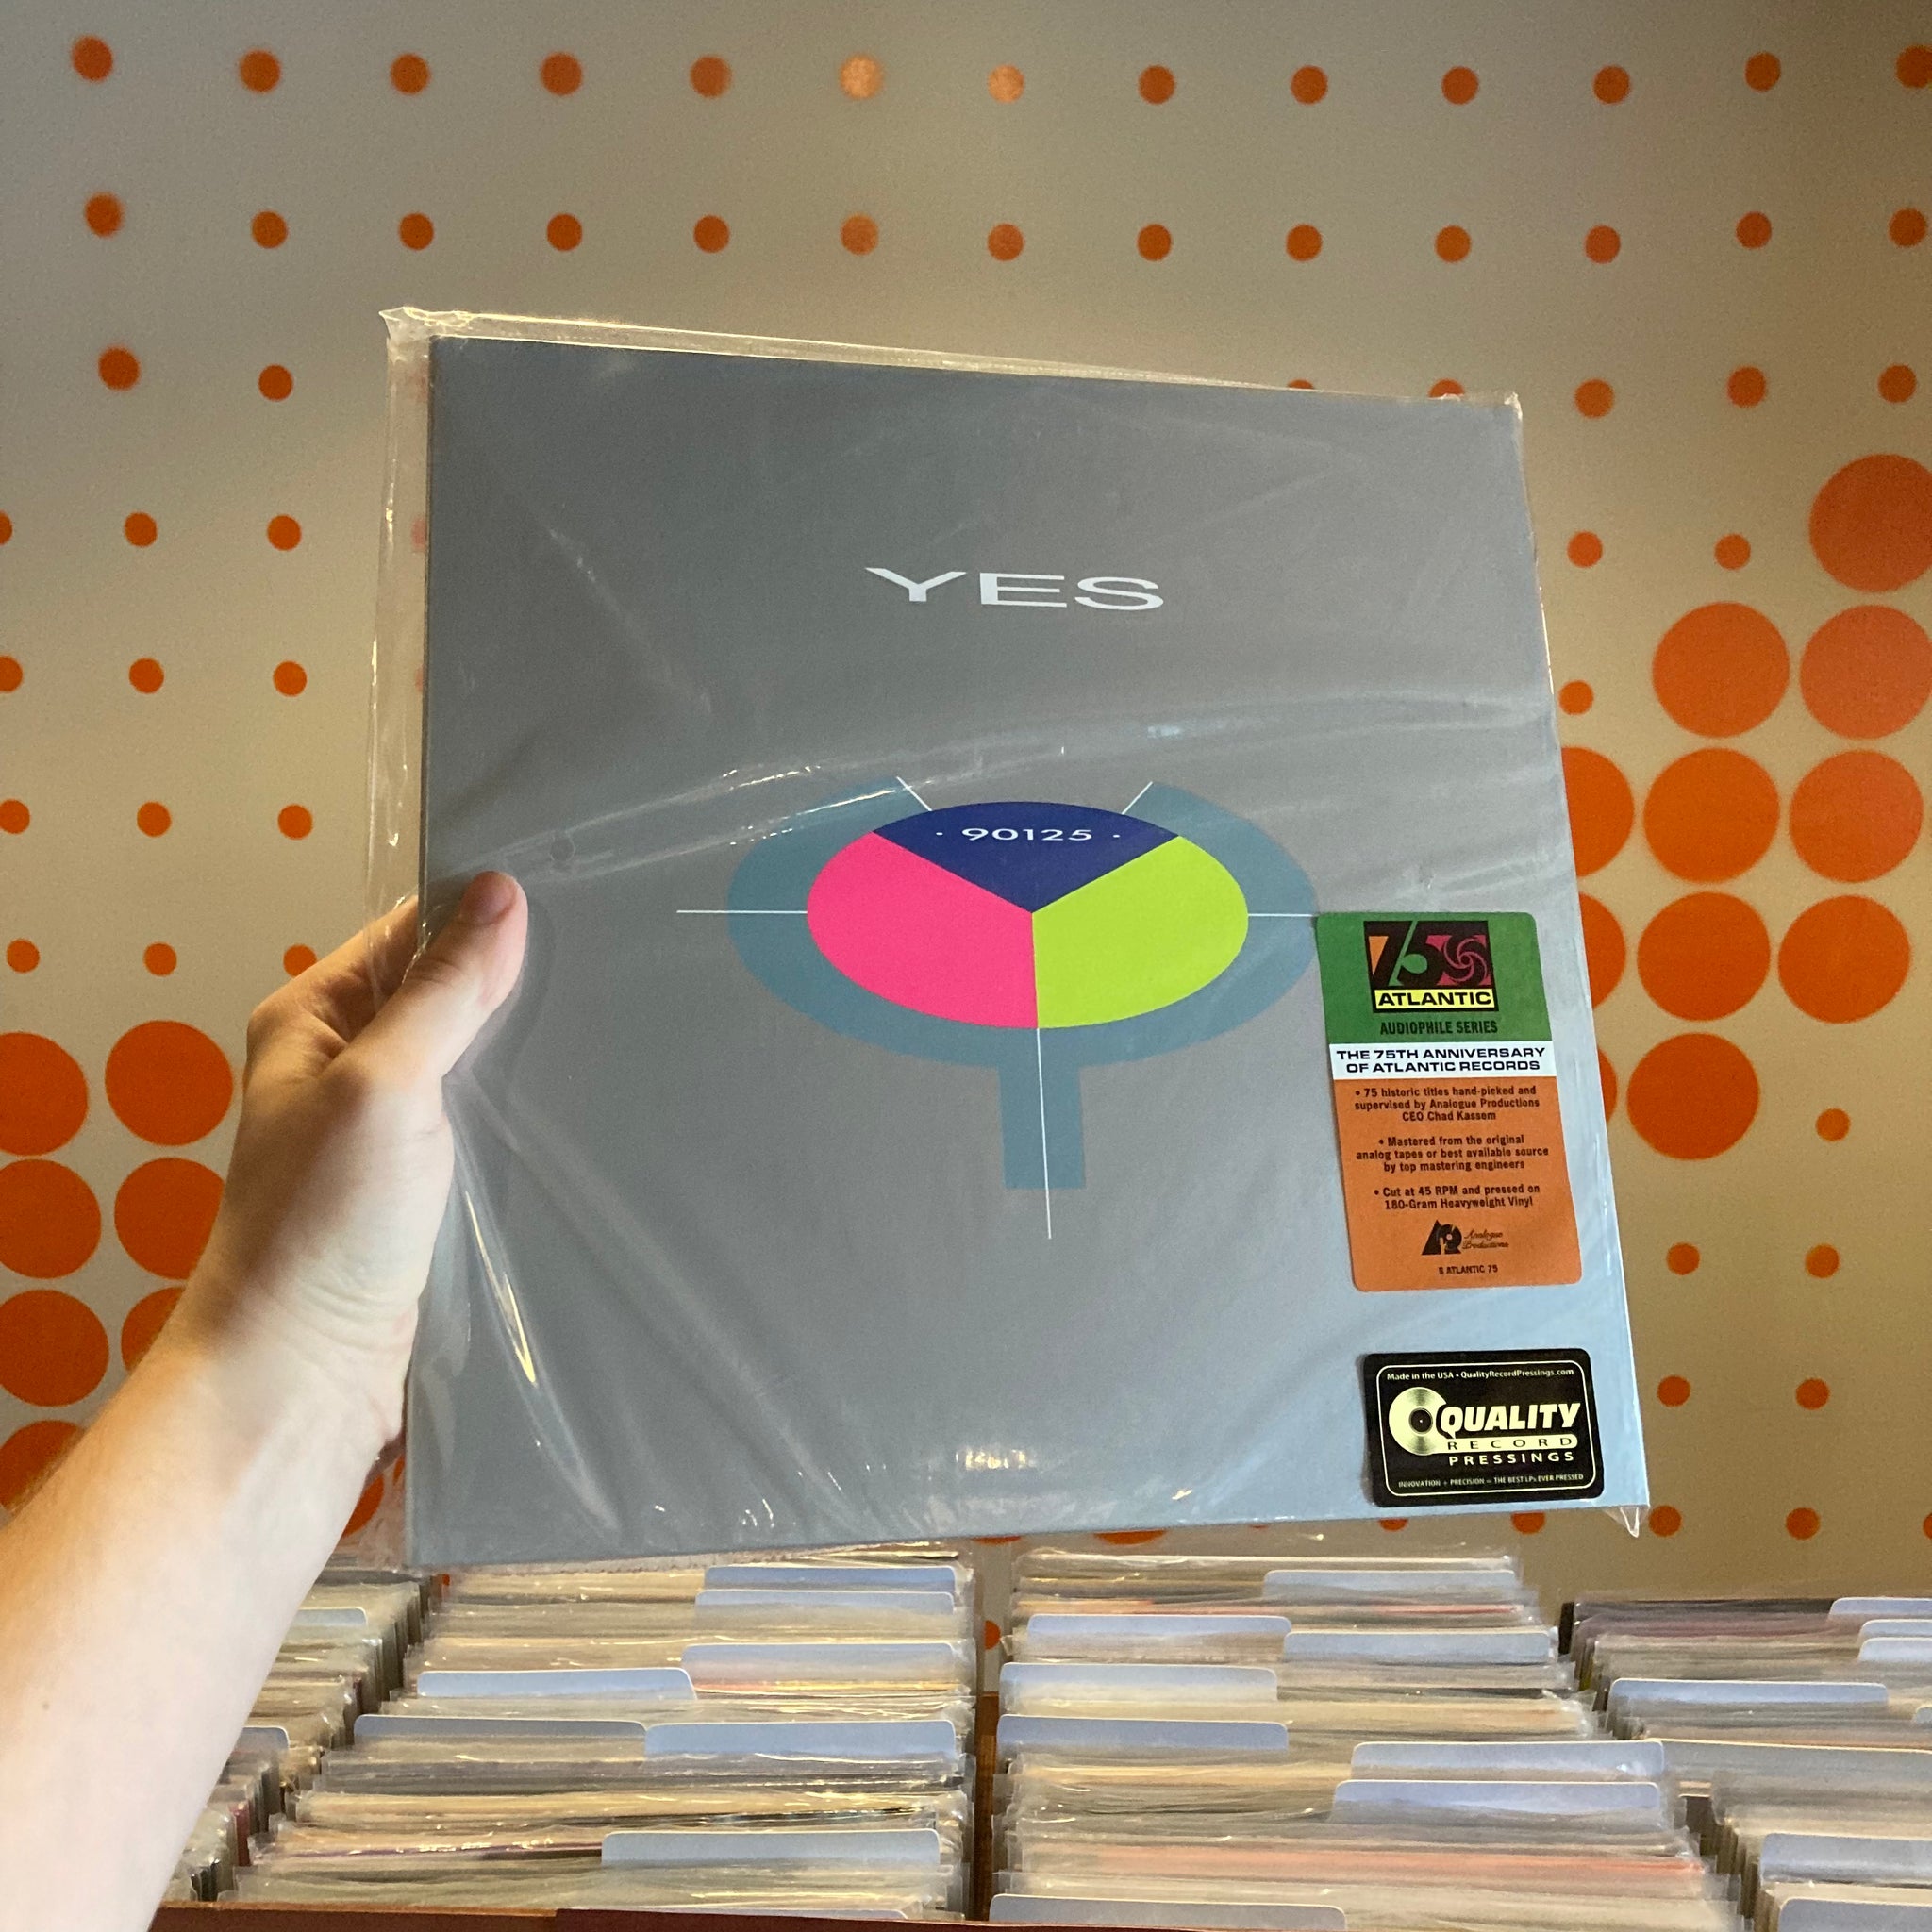 YES
· 90125 ·
75
ATLANTIC
AUDIOPHILE SERIES
THE 75TH ANNIVERSARY
OF ATLANTIC RECORDS
• 75 historic titles hand-picked and
supervised by Analogue Productions
CEO Chad Kassem
• Mastered from the original
analog tapes or best available source
by top mastering engineers
• Cut at 45 RPM and pressed on
180-Gram Heavyweight Vinyl
Analogue
Productions
S ATLANTIC 75
Made in the USA • QualityRecordPressings.com
QUALITY
RECORD
PRESSINGS
INNOVATION + PRECISION = THE BEST LPs EVER PRESSED